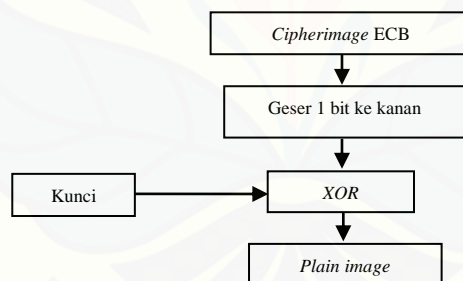 Cipherimage ECB
Geser 1 bit ke kanan
Kunci
XOR
Plain image